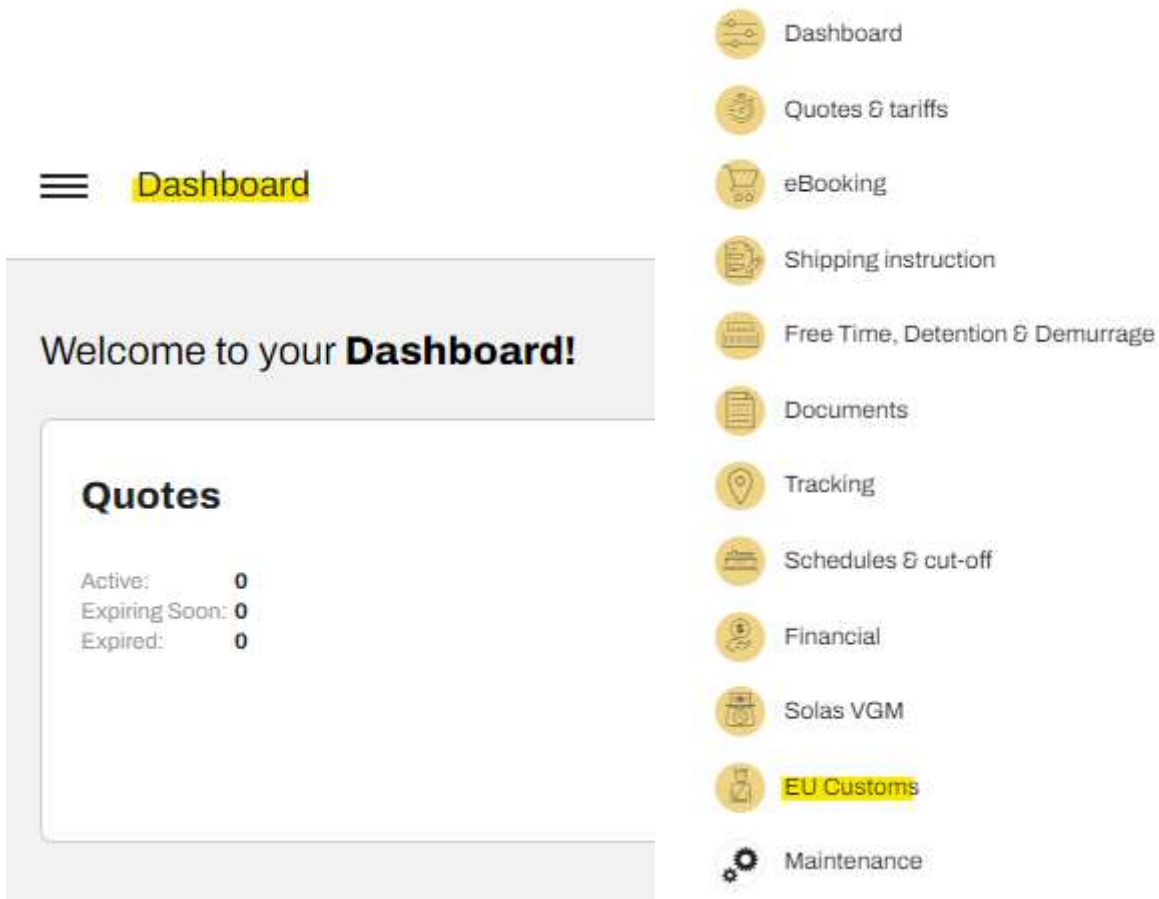 Dashboard
Welcome to your Dashboard!
Quotes
Active: 0
Expiring Soon: 0
Expired: 0
Dashboard
Quotes & tariffs
eBooking
Shipping instruction
Free Time, Detention & Demurrage
Documents
Tracking
Schedules & cut-off
Financial
Solas VGM
EU Customs
Maintenance